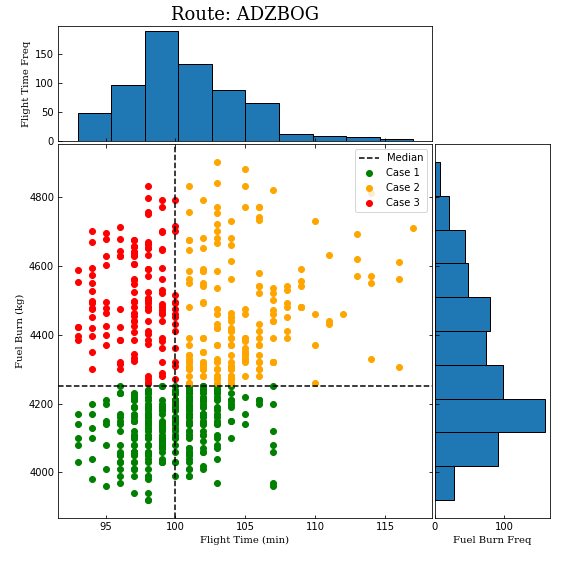 Route: ADZBOG
Flight Time Freq
150
100
50
0
Median
Case 1
Case 2
Case 3
Fuel Burn (kg)
4800
4600
4400
4200
4000
95 100 105 110 115
Flight Time (min)
0 100
Fuel Burn Freq